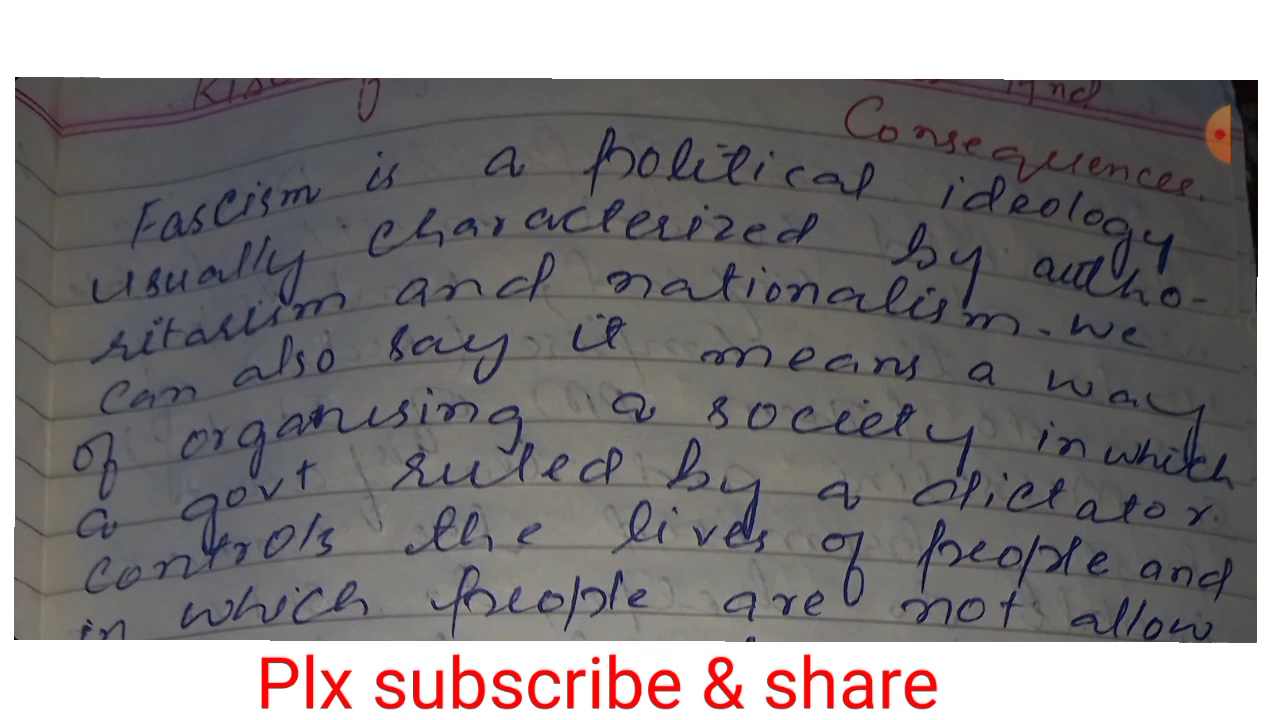 And
Consequences.
Fascism is a political ideology
usually characterized by autho-
ritarism and nationalism. we
can also say it means a way
of organising a society in which
a govt ruled by a dictator.
controls the lives of people and
in which people are not allow
Plx subscribe & share